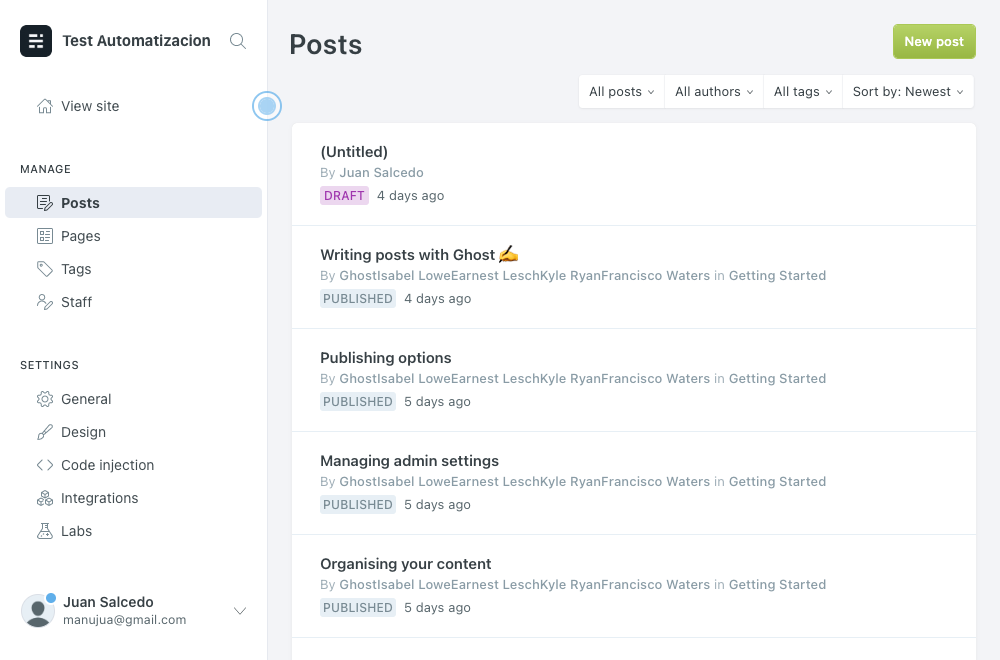 Test Automatizacion
View site
MANAGE
Posts
Pages
Tags
Staff
SETTINGS
General
Design
Code injection
Integrations
Labs
Juan Salcedo
manujua@gmail.com
Posts
New post
All posts
All authors
All tags
Sort by: Newest
(Untitled)
By Juan Salcedo
DRAFT 4 days ago
Writing posts with Ghost ✍️
By GhostIsabel LoweEarnest LeschKyle RyanFrancisco Waters in Getting Started
PUBLISHED 4 days ago
Publishing options
By GhostIsabel LoweEarnest LeschKyle RyanFrancisco Waters in Getting Started
PUBLISHED 5 days ago
Managing admin settings
By GhostIsabel LoweEarnest LeschKyle RyanFrancisco Waters in Getting Started
PUBLISHED 5 days ago
Organising your content
By GhostIsabel LoweEarnest LeschKyle RyanFrancisco Waters in Getting Started
PUBLISHED 5 days ago